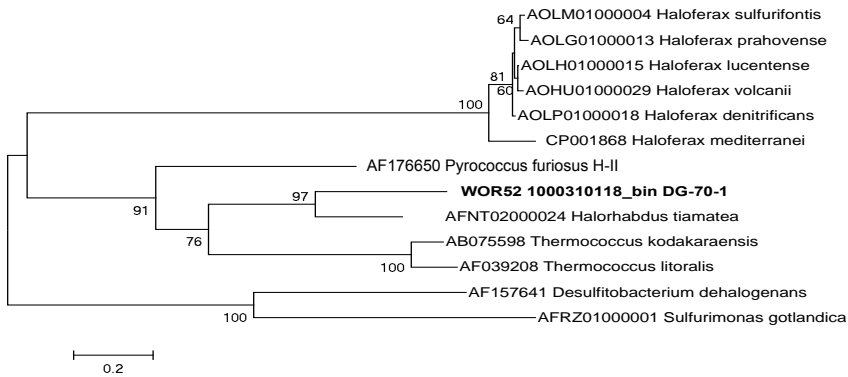 64
AOLM01000004 Haloferax sulfurifontis
AOLG01000013 Haloferax prahovense
AOLH01000015 Haloferax lucentense
81
60
AOHU01000029 Haloferax volcanii
100
AOLP01000018 Haloferax denitrificans
CP001868 Haloferax mediterranei
AF176650 Pyrococcus furiosus H-II
97
WOR52_1000310118_bin DG-70-1
91
AFNT02000024 Halorhabdus tiamatea
76
AB075598 Thermococcus kodakaraensis
100
AF039208 Thermococcus litoralis
AF157641 Desulfitobacterium dehalogenans
100
AFRZ01000001 Sulfurimonas gotlandica
0.2